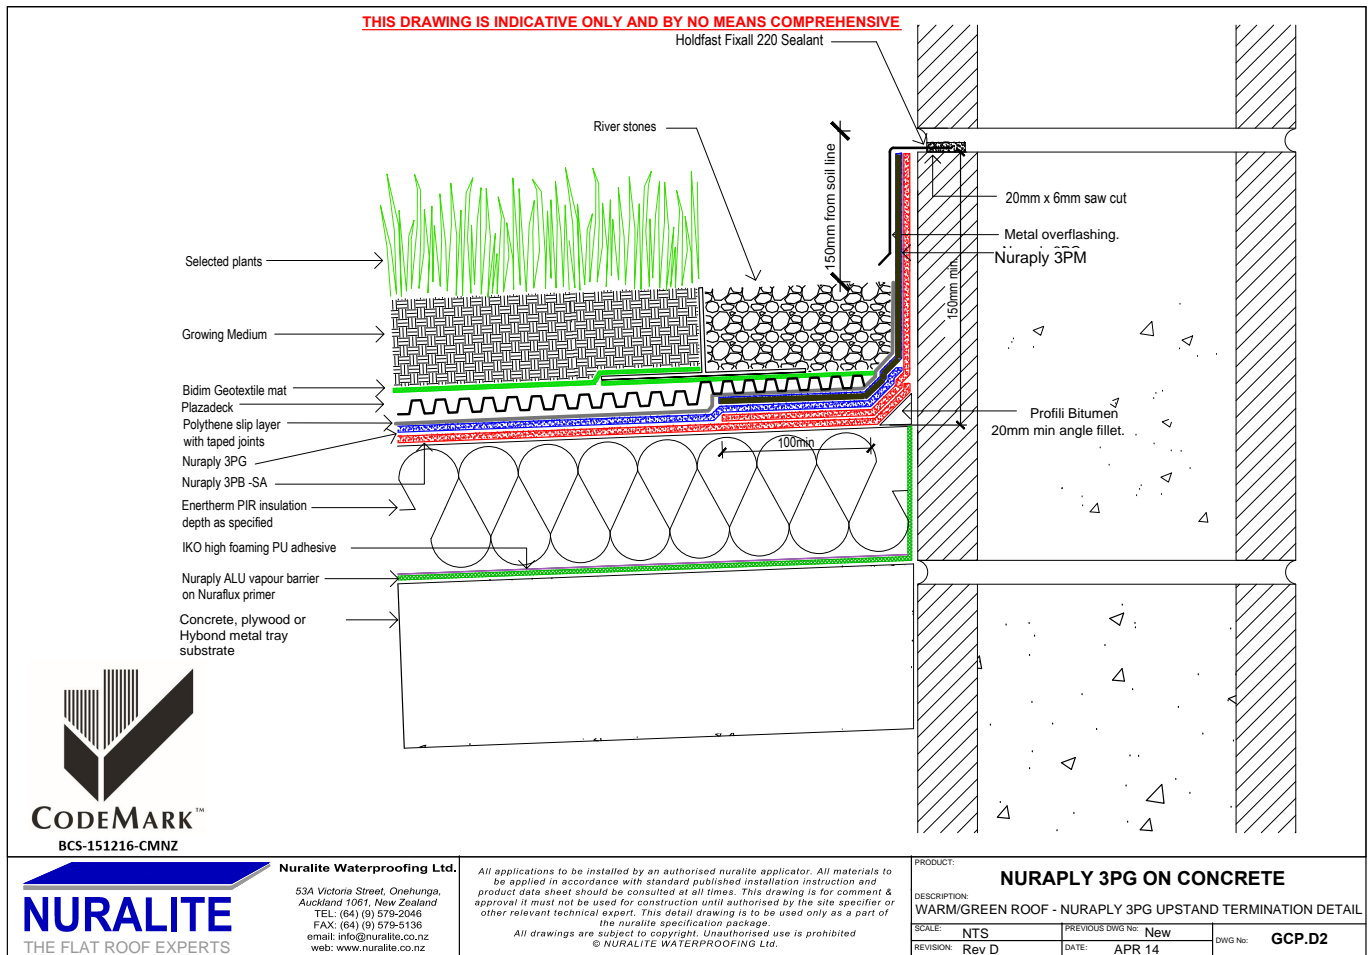 THIS DRAWING IS INDICATIVE ONLY AND BY NO MEANS COMPREHENSIVE
Holdfast Fixall 220 Sealant
River stones
150mm from soil line
20mm x 6mm saw cut
Metal overflashing.
Nuraply 3PM
150mm min.
Selected plants
Growing Medium
Bidim Geotextile mat
Plazadeck
Polythene slip layer
with taped joints
Nuraply 3PG
Nuraply 3PB -SA
Enertherm PIR insulation
depth as specified
IKO high foaming PU adhesive
Nuraply ALU vapour barrier
on Nuraflux primer
Concrete, plywood or
Hybond metal tray
substrate
Profili Bitumen
20mm min angle fillet.
100min
CODEMARK™
BCS-151216-CMNZ
NURALITE
THE FLAT ROOF EXPERTS
Nuralite Waterproofing Ltd.
53A Victoria Street, Onehunga,
Auckland 1061, New Zealand
TEL: (64) (9) 579-2046
FAX: (64) (9) 579-5136
email: info@nuralite.co.nz
web: www.nuralite.co.nz
All applications to be installed by an authorised nuralite applicator. All materials to
be applied in accordance with standard published installation instruction and
product data sheet should be consulted at all times. This drawing is for comment &
approval it must not be used for construction until authorised by the site specifier or
other relevant technical expert. This detail drawing is to be used only as a part of
the nuralite specification package.
All drawings are subject to copyright. Unauthorised use is prohibited
© NURALITE WATERPROOFING Ltd.
PRODUCT:
NURAPLY 3PG ON CONCRETE
DESCRIPTION:
WARM/GREEN ROOF - NURAPLY 3PG UPSTAND TERMINATION DETAIL
SCALE: NTS
PREVIOUS DWG No: New
REVISION: Rev D
DATE: APR 14
DWG No: GCP.D2